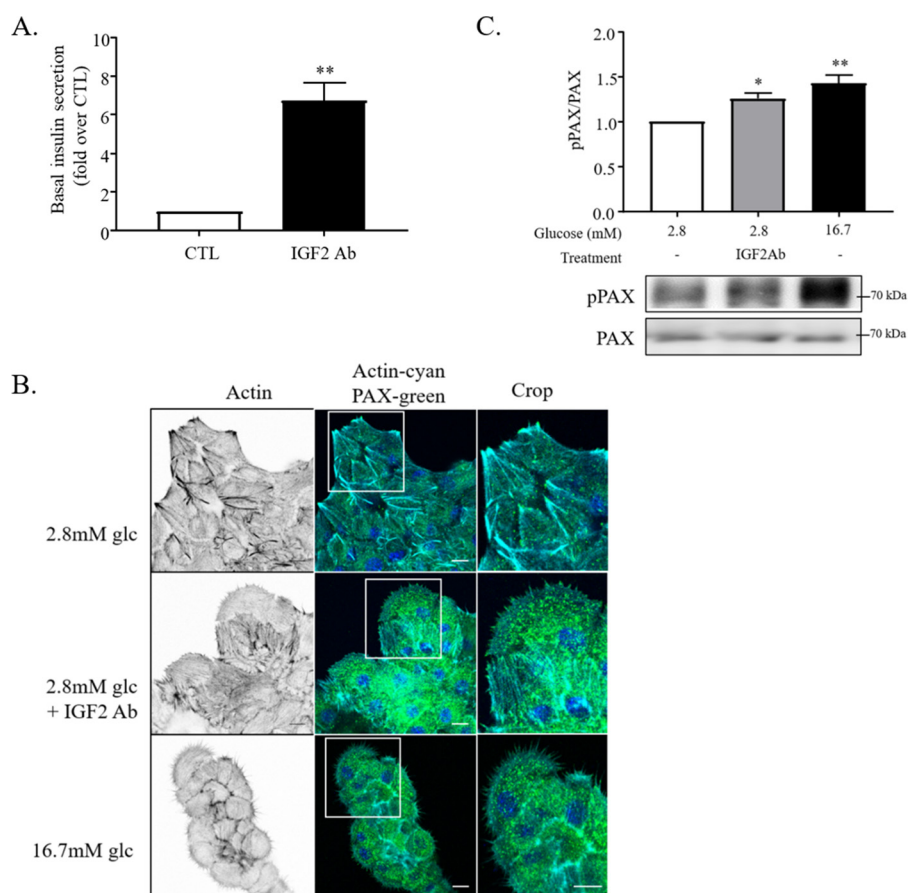 A.
Basal insulin secretion
(fold over CTL)
10
8
6
4
2
0
**
CTL
IGF2 Ab
C.
pPAX/PAX
2.0
1.5
1.0
0.5
0.0
*
**
Glucose (mM)
2.8
2.8
16.7
Treatment
-
IGF2Ab
-
pPAX
70 kDa
PAX
70 kDa
B.
Actin
Actin-cyan
PAX-green
Crop
2.8mM glc
2.8mM glc
+ IGF2 Ab
16.7mM glc